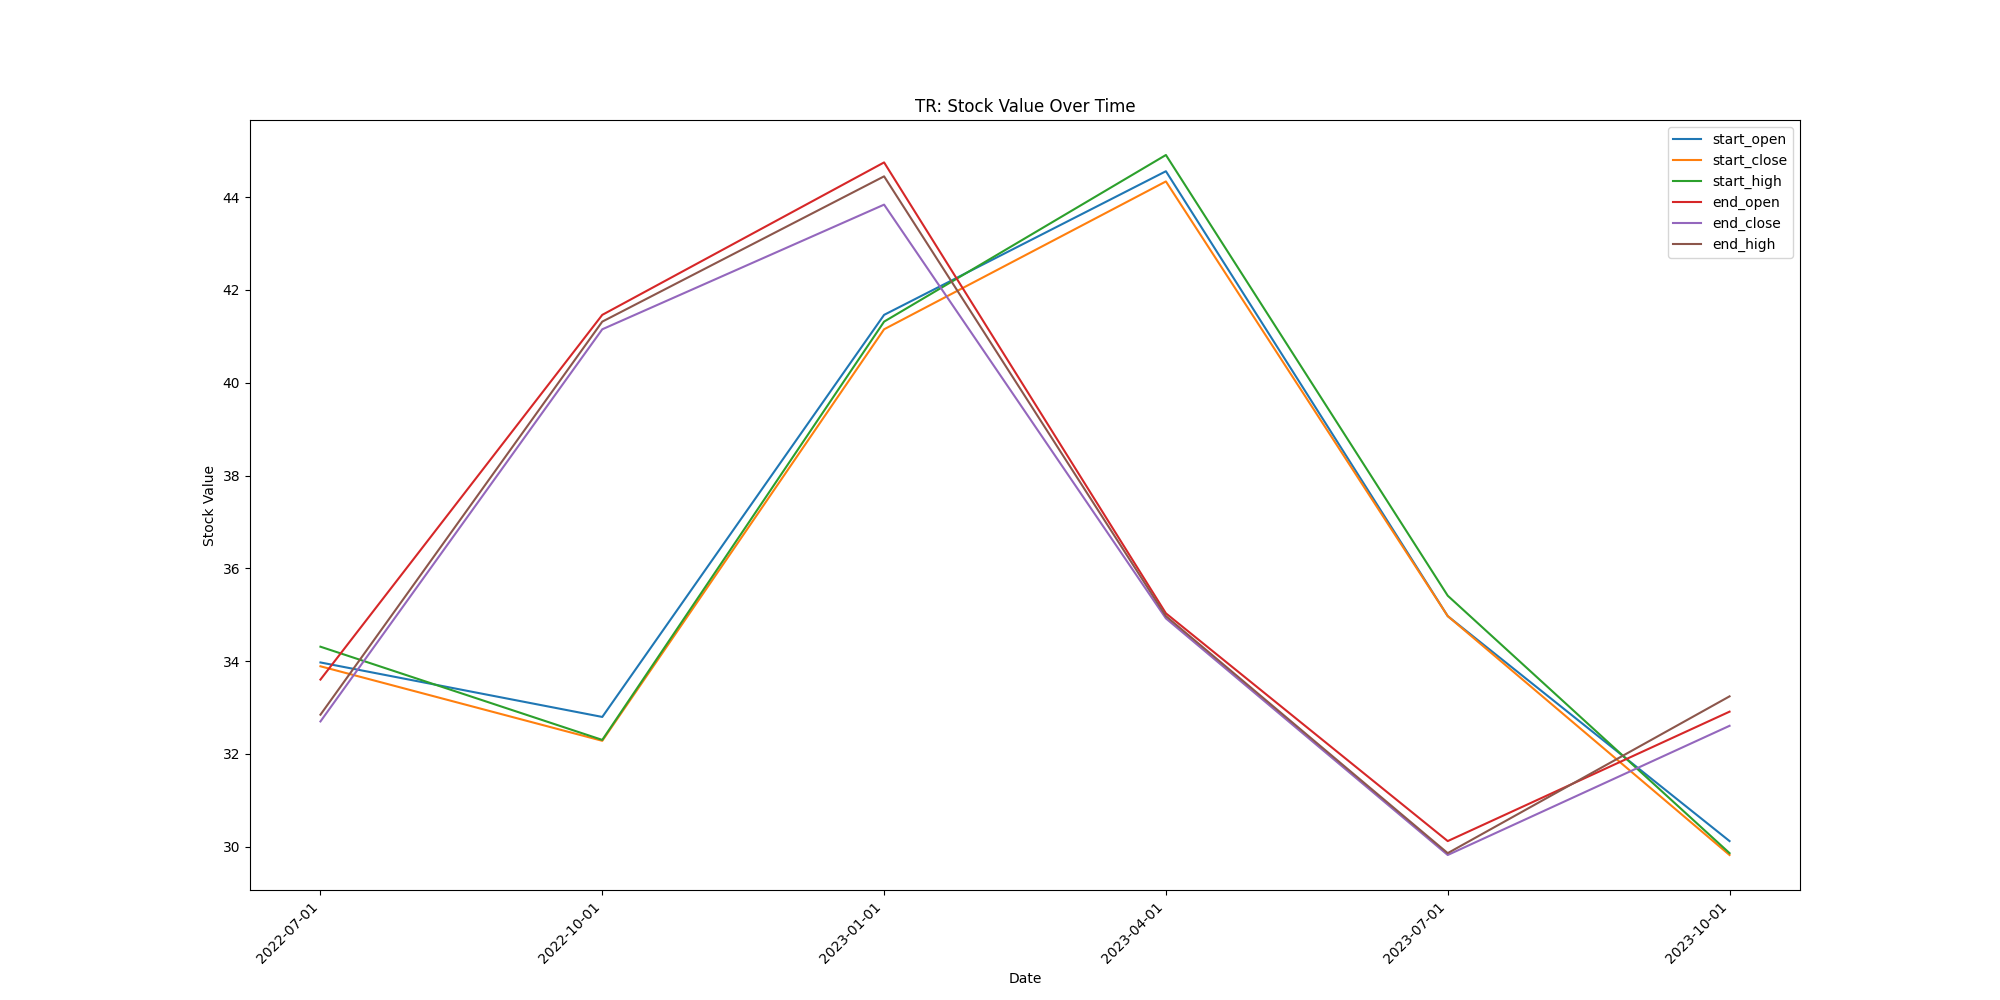 TR: Stock Value Over Time
start_open
start_close
start_high
end_open
end_close
end_high
Stock Value
44
42
40
38
36
34
32
30
2022-07-01
2022-10-01
2023-01-01
2023-04-01
2023-07-01
2023-10-01
Date